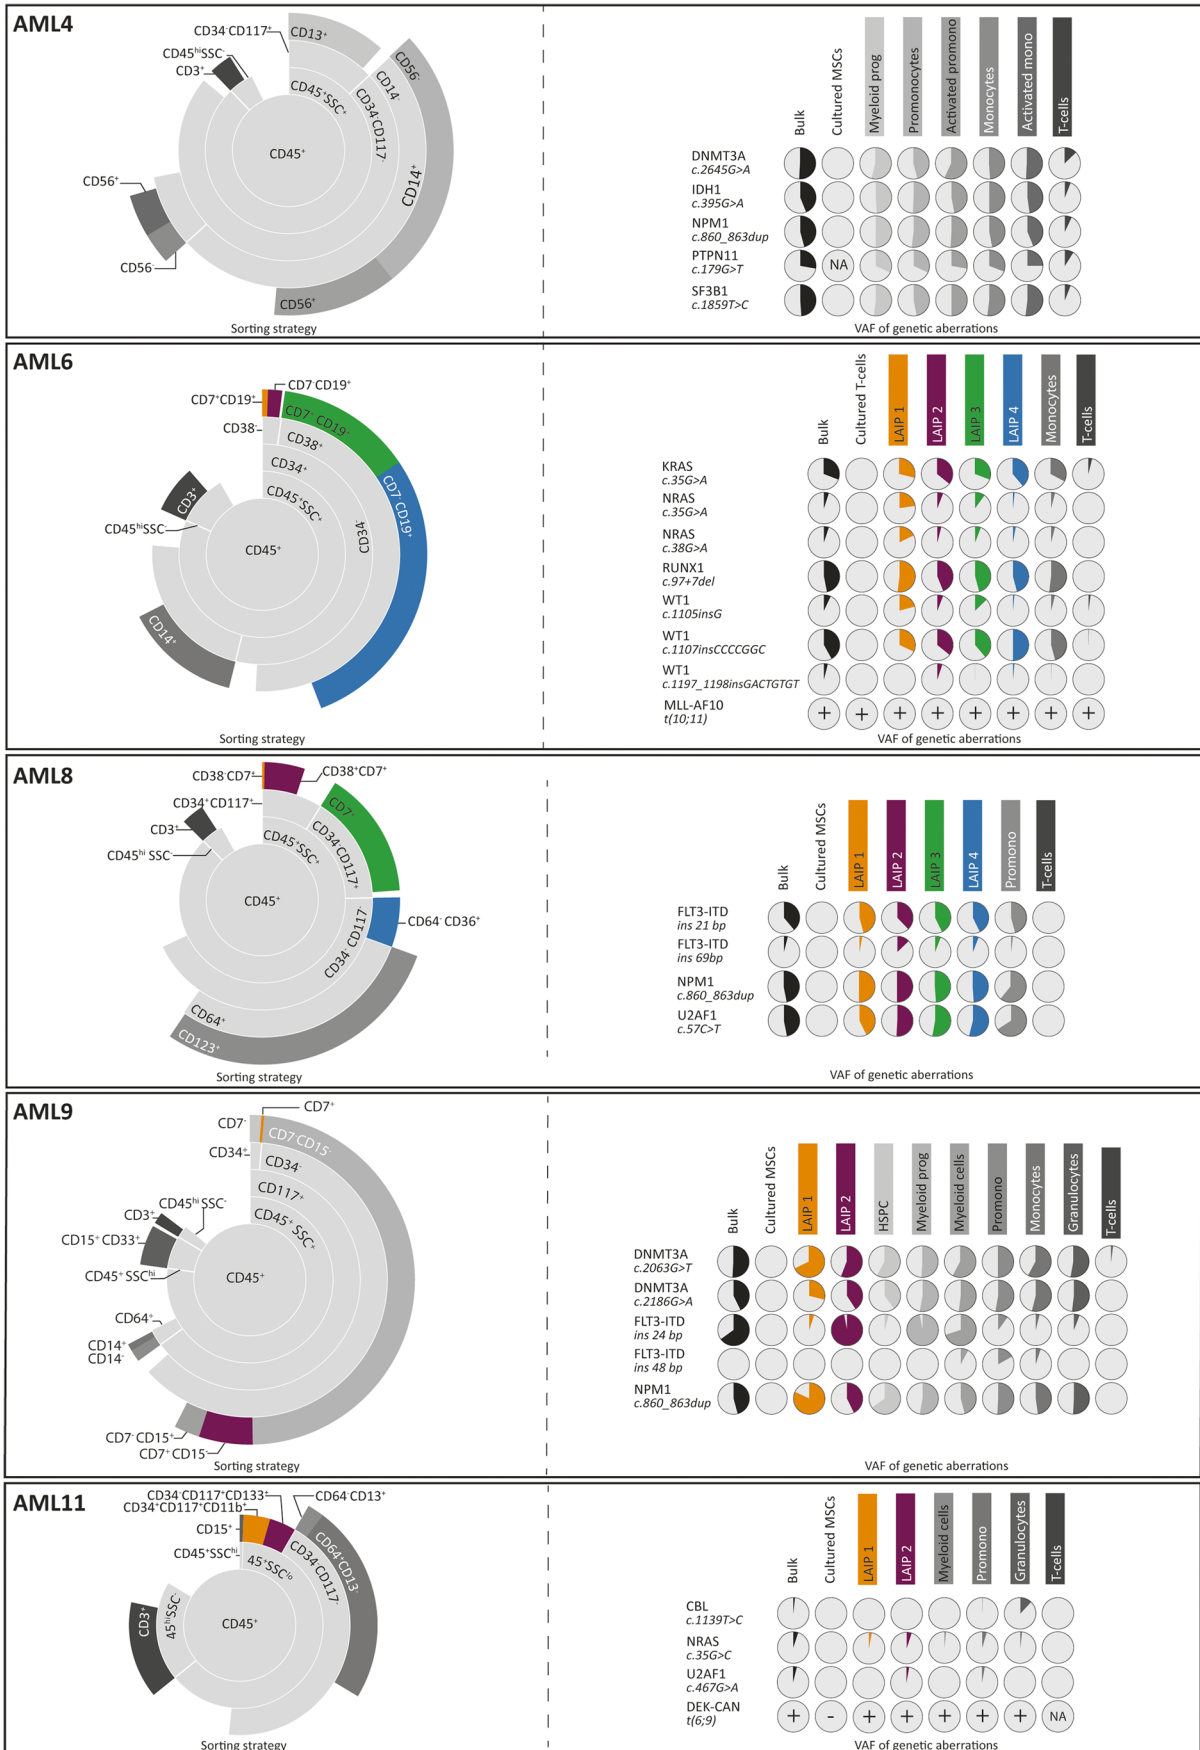 AML4
CD34⁻CD117⁺
CD45ʰⁱSSC⁻
CD3⁺
CD13⁺
CD45⁺SSC⁺
CD56⁻
CD14⁻
CD34⁻CD117⁻
CD14⁺
CD45⁺
CD56⁺
CD56⁻
CD56⁺
Sorting strategy
Bulk
Cultured MSCs
Myeloid prog
Promonocytes
Activated promono
Monocytes
Activated mono
T-cells
DNMT3A
c.2645G>A
IDH1
c.395G>A
NPM1
c.860_863dup
PTPN11
c.179G>T
NA
SF3B1
c.1859T>C
VAF of genetic aberrations
AML6
CD7⁻CD19⁺
CD7⁺CD19⁺
CD7⁺ CD19⁻
CD38⁻
CD38⁺
CD34⁺
CD45⁺SSC⁺
CD7⁻CD19⁺
CD34⁻
CD3⁺
CD45ʰⁱSSC⁻
CD45⁺
CD14⁺
Sorting strategy
Bulk
Cultured T-cells
LAIP 1
LAIP 2
LAIP 3
LAIP 4
Monocytes
T-cells
KRAS
c.35G>A
NRAS
c.35G>A
NRAS
c.38G>A
RUNX1
c.97+7del
WT1
c.1105insG
WT1
c.1107insCCCCGGC
WT1
c.1197_1198insGACTGTGT
MLL-AF10
t(10;11)
+ + + + + + + +
VAF of genetic aberrations
AML8
CD38⁻CD7⁺
CD38⁺CD7⁺
CD34⁺CD117⁺
CD7⁺
CD3⁺
CD45ʰⁱ SSC⁻
CD45⁺SSC⁺
CD34⁻CD117⁺
CD45⁺
CD64⁻CD36⁺
CD34⁻CD117⁻
CD64⁺
CD123⁺
Sorting strategy
Bulk
Cultured MSCs
LAIP 1
LAIP 2
LAIP 3
LAIP 4
Promono
T-cells
FLT3-ITD
ins 21 bp
FLT3-ITD
ins 69bp
NPM1
c.860_863dup
U2AF1
c.57C>T
VAF of genetic aberrations
AML9
CD7⁺
CD7⁻
CD7⁻CD15⁻
CD34⁺
CD34⁻
CD117⁺
CD45ʰⁱSSC⁻
CD45⁺ SSC⁺
CD3⁺
CD15⁺ CD33⁺
CD45⁺ SSCʰⁱ
CD45⁺
CD64⁺
CD14⁺
CD14⁻
CD7⁻CD15⁺
CD7⁺CD15⁻
Sorting strategy
Bulk
Cultured MSCs
LAIP 1
LAIP 2
HSPC
Myeloid prog
Myeloid cells
Promono
Monocytes
Granulocytes
T-cells
DNMT3A
c.2063G>T
DNMT3A
c.2186G>A
FLT3-ITD
ins 24 bp
FLT3-ITD
ins 48 bp
NPM1
c.860_863dup
VAF of genetic aberrations
AML11
CD34⁻CD117⁺CD133⁺
CD64⁻CD13⁺
CD34⁺CD117⁺CD11b⁺
CD15⁺
CD45⁺SSCʰⁱ
45⁺SSCˡᵒ
CD34⁻CD117⁻
CD64⁺CD13⁻
CD3⁺
45ʰⁱSSC⁻
CD45⁺
Sorting strategy
Bulk
Cultured MSCs
LAIP 1
LAIP 2
Myeloid cells
Promono
Granulocytes
T-cells
CBL
c.1139T>C
NRAS
c.35G>C
U2AF1
c.467G>A
DEK-CAN
t(6;9)
+ - + + + + + NA
VAF of genetic aberrations